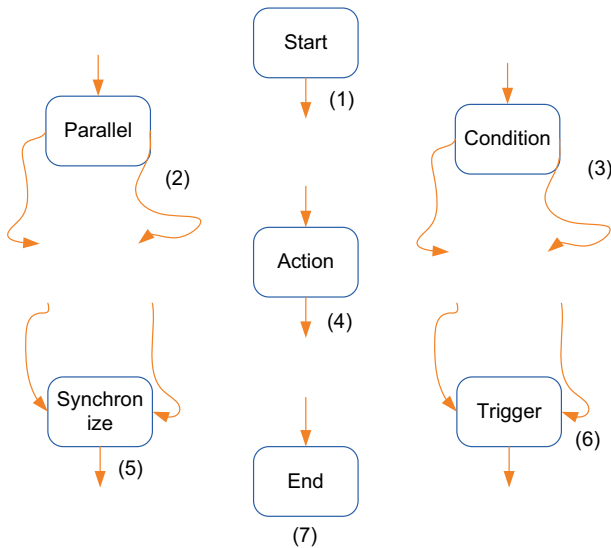 Start
(1)
Parallel
(2)
Condition
(3)
Action
(4)
Synchron
ize
(5)
Trigger
(6)
End
(7)